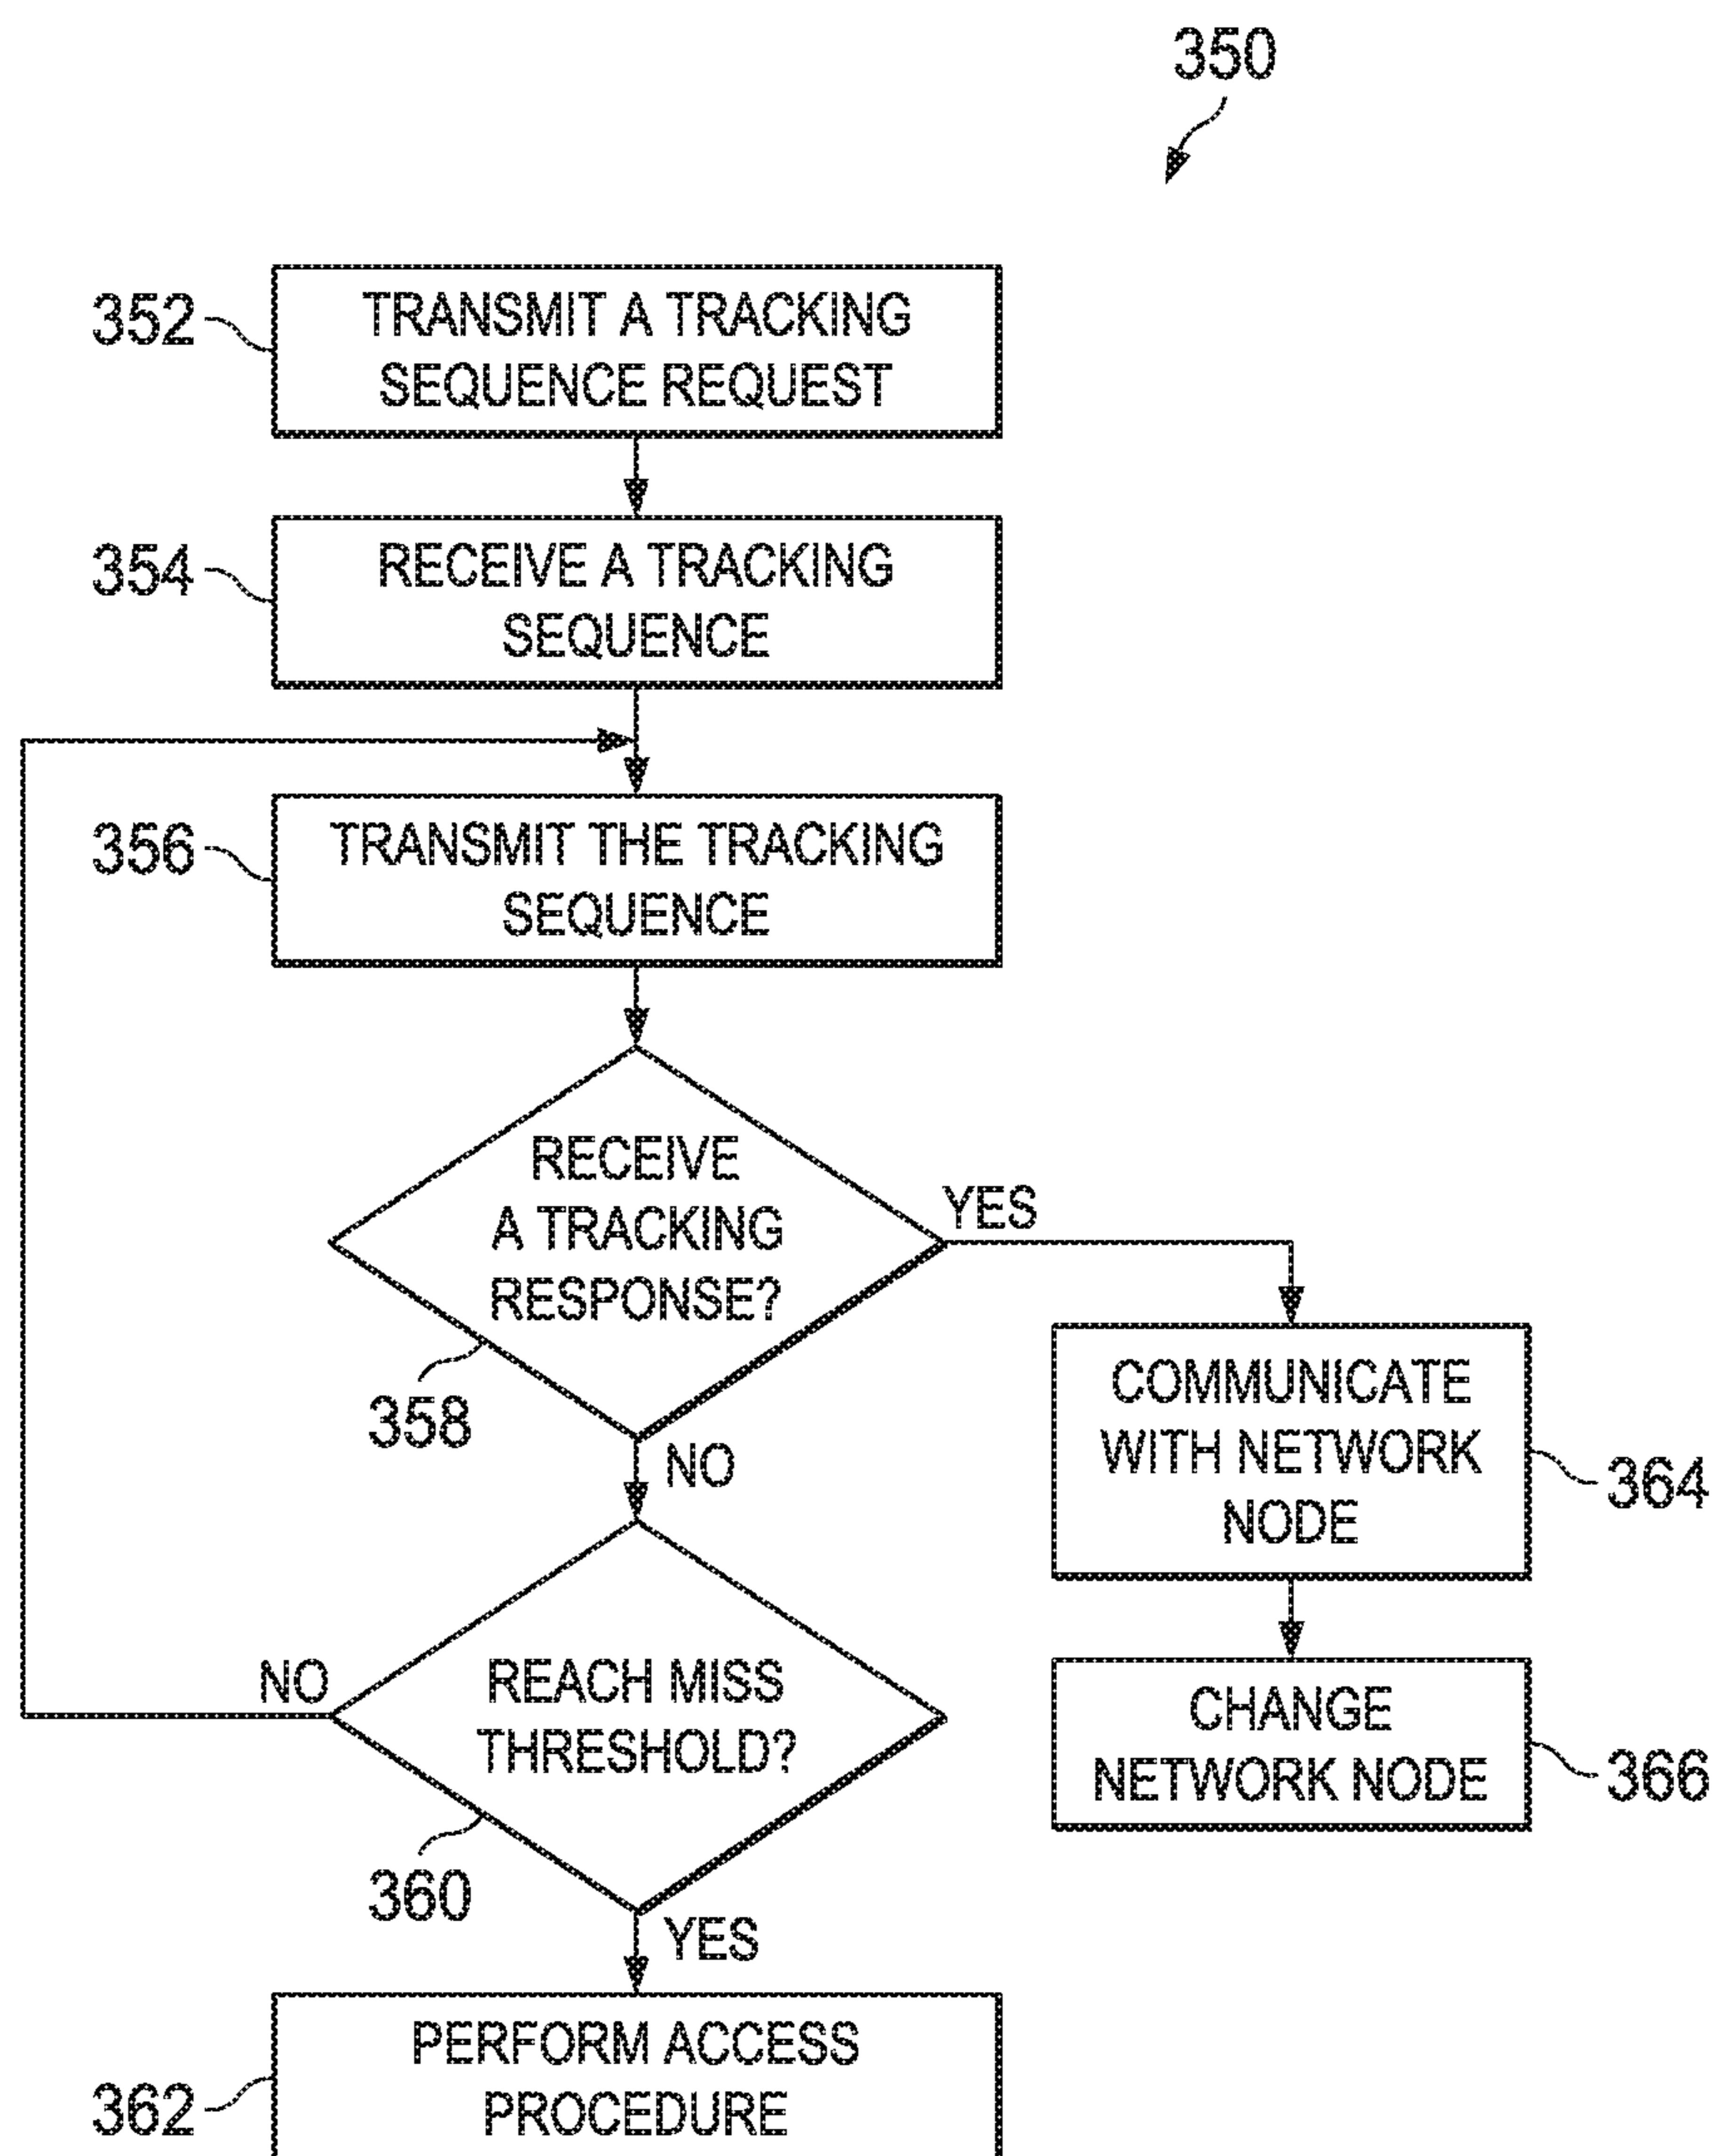 350
352
TRANSMIT A TRACKING
SEQUENCE REQUEST
354
RECEIVE A TRACKING
SEQUENCE
356
TRANSMIT THE TRACKING
SEQUENCE
RECEIVE
A TRACKING
RESPONSE?
YES
358
NO
COMMUNICATE
WITH NETWORK
NODE
364
NO
REACH MISS
THRESHOLD?
CHANGE
NETWORK NODE
366
360
YES
PERFORM ACCESS
PROCEDURE
362